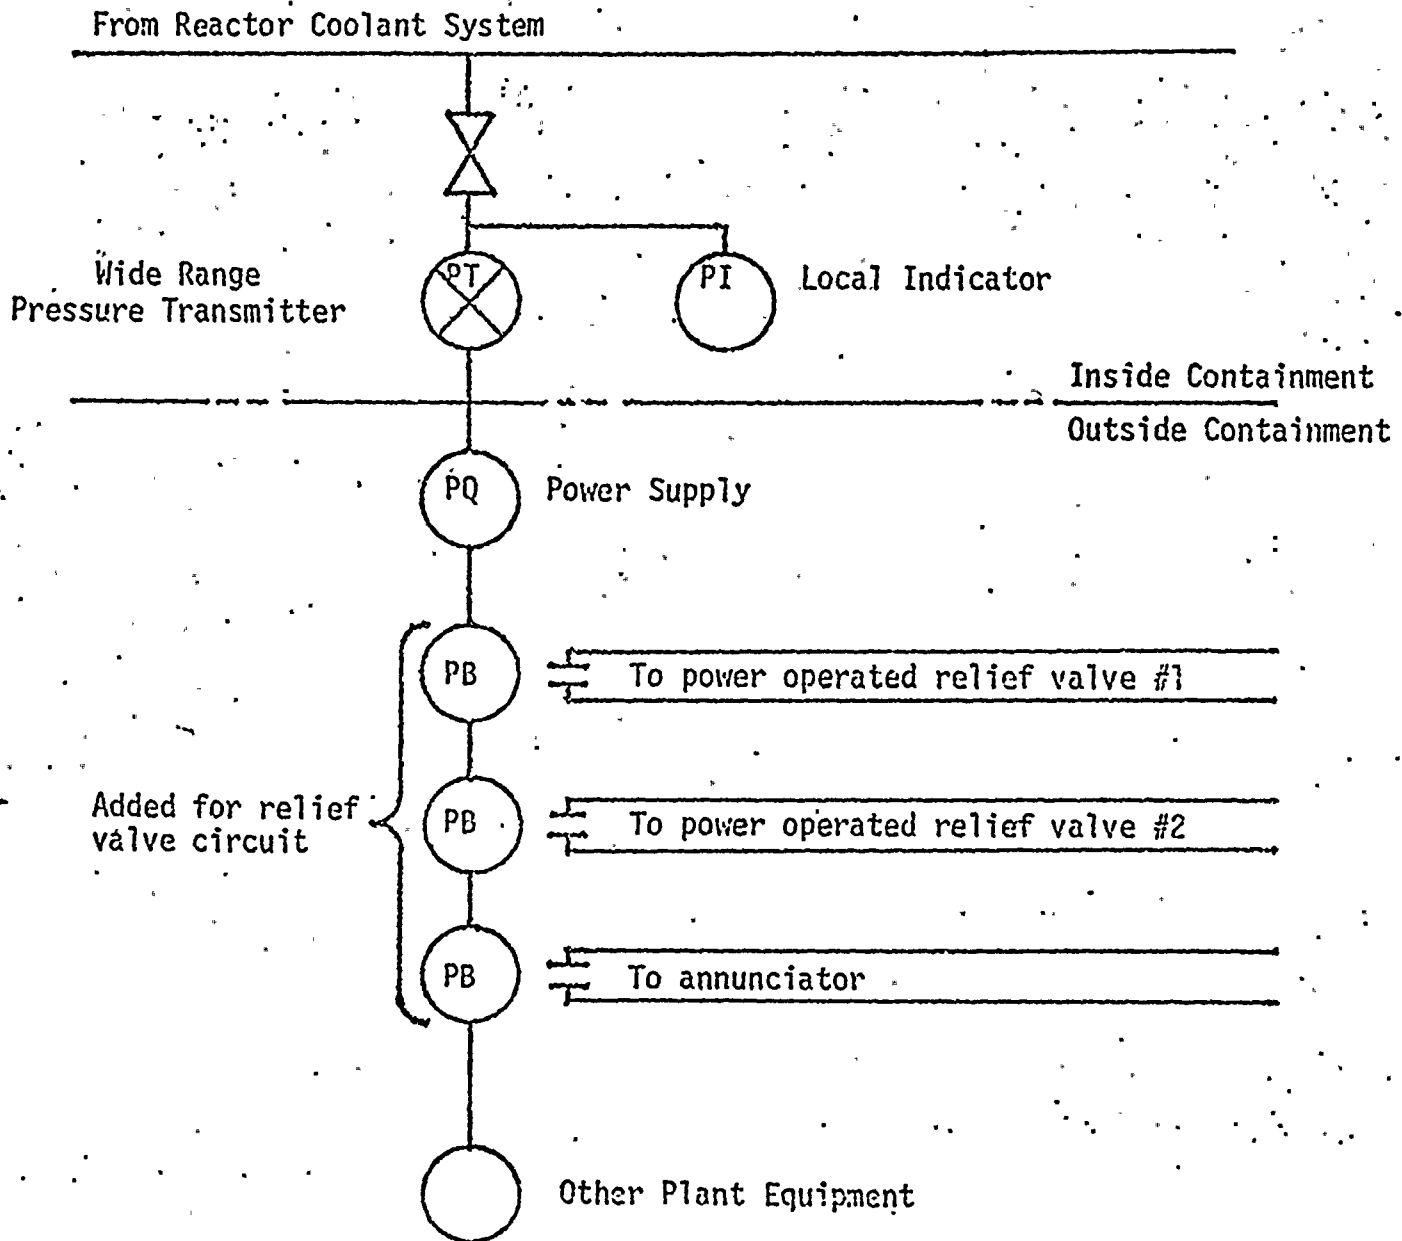 From Reactor Coolant System
PT
PI
Local Indicator
Wide Range
Pressure Transmitter
Inside Containment
Outside Containment
PQ
Power Supply
PB
To power operated relief valve #1
Added for relief
valve circuit
PB
To power operated relief valve #2
PB
To annunciator
Other Plant Equipment